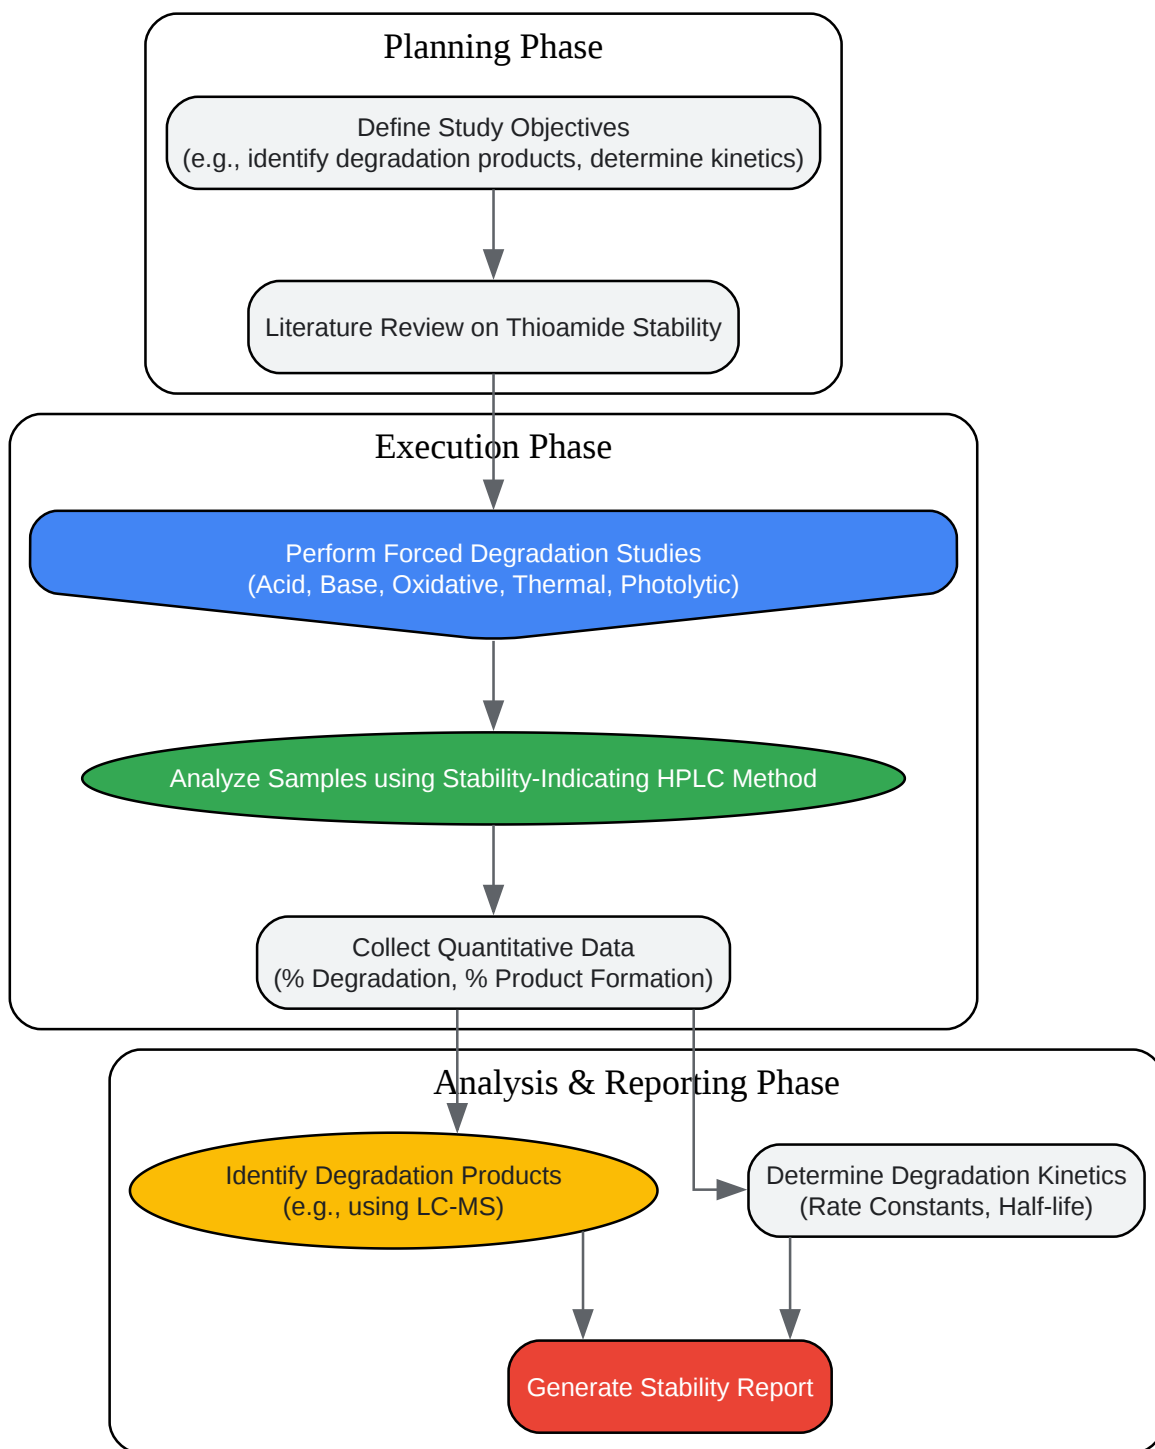 Planning Phase
Define Study Objectives
(e.g., identify degradation products, determine kinetics)
Literature Review on Thioamide Stability
Execution Phase
Perform Forced Degradation Studies
(Acid, Base, Oxidative, Thermal, Photolytic)
Analyze Samples using Stability-Indicating HPLC Method
Collect Quantitative Data
(% Degradation, % Product Formation)
Analysis & Reporting Phase
Identify Degradation Products
(e.g., using LC-MS)
Determine Degradation Kinetics
(Rate Constants, Half-life)
Generate Stability Report